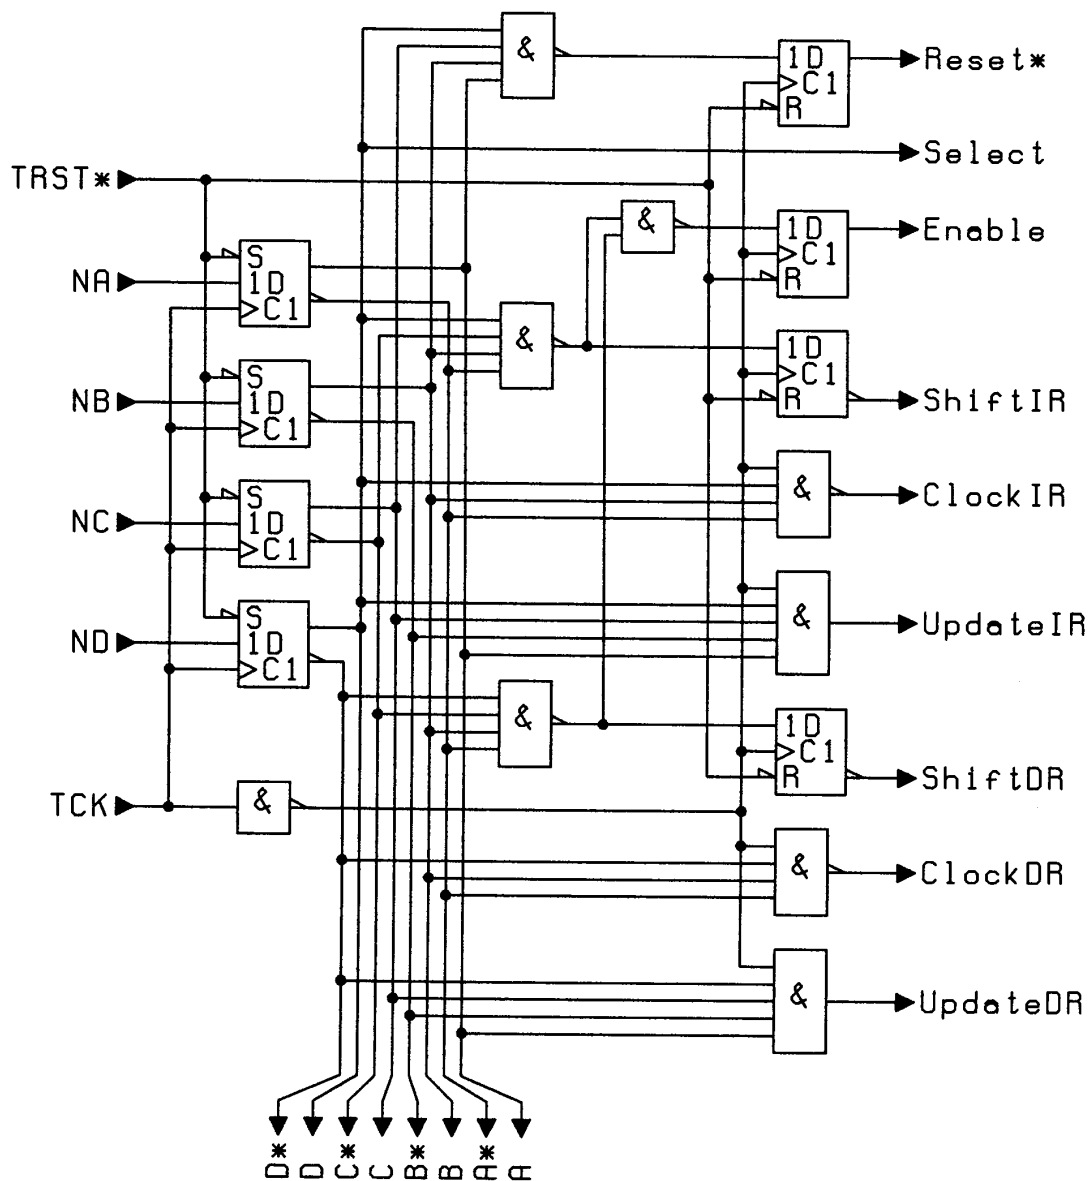 &
1D
C1
R
Reset*
Select
TRST*
&
1D
C1
R
Enable
S
1D
C1
NA
&
1D
C1
R
ShiftIR
S
1D
C1
NB
&
ClockIR
S
1D
C1
NC
&
UpdateIR
S
1D
C1
ND
&
1D
C1
R
ShiftDR
TCK
&
&
ClockDR
&
UpdateDR
D*
D
C*
C
B*
B
A*
A